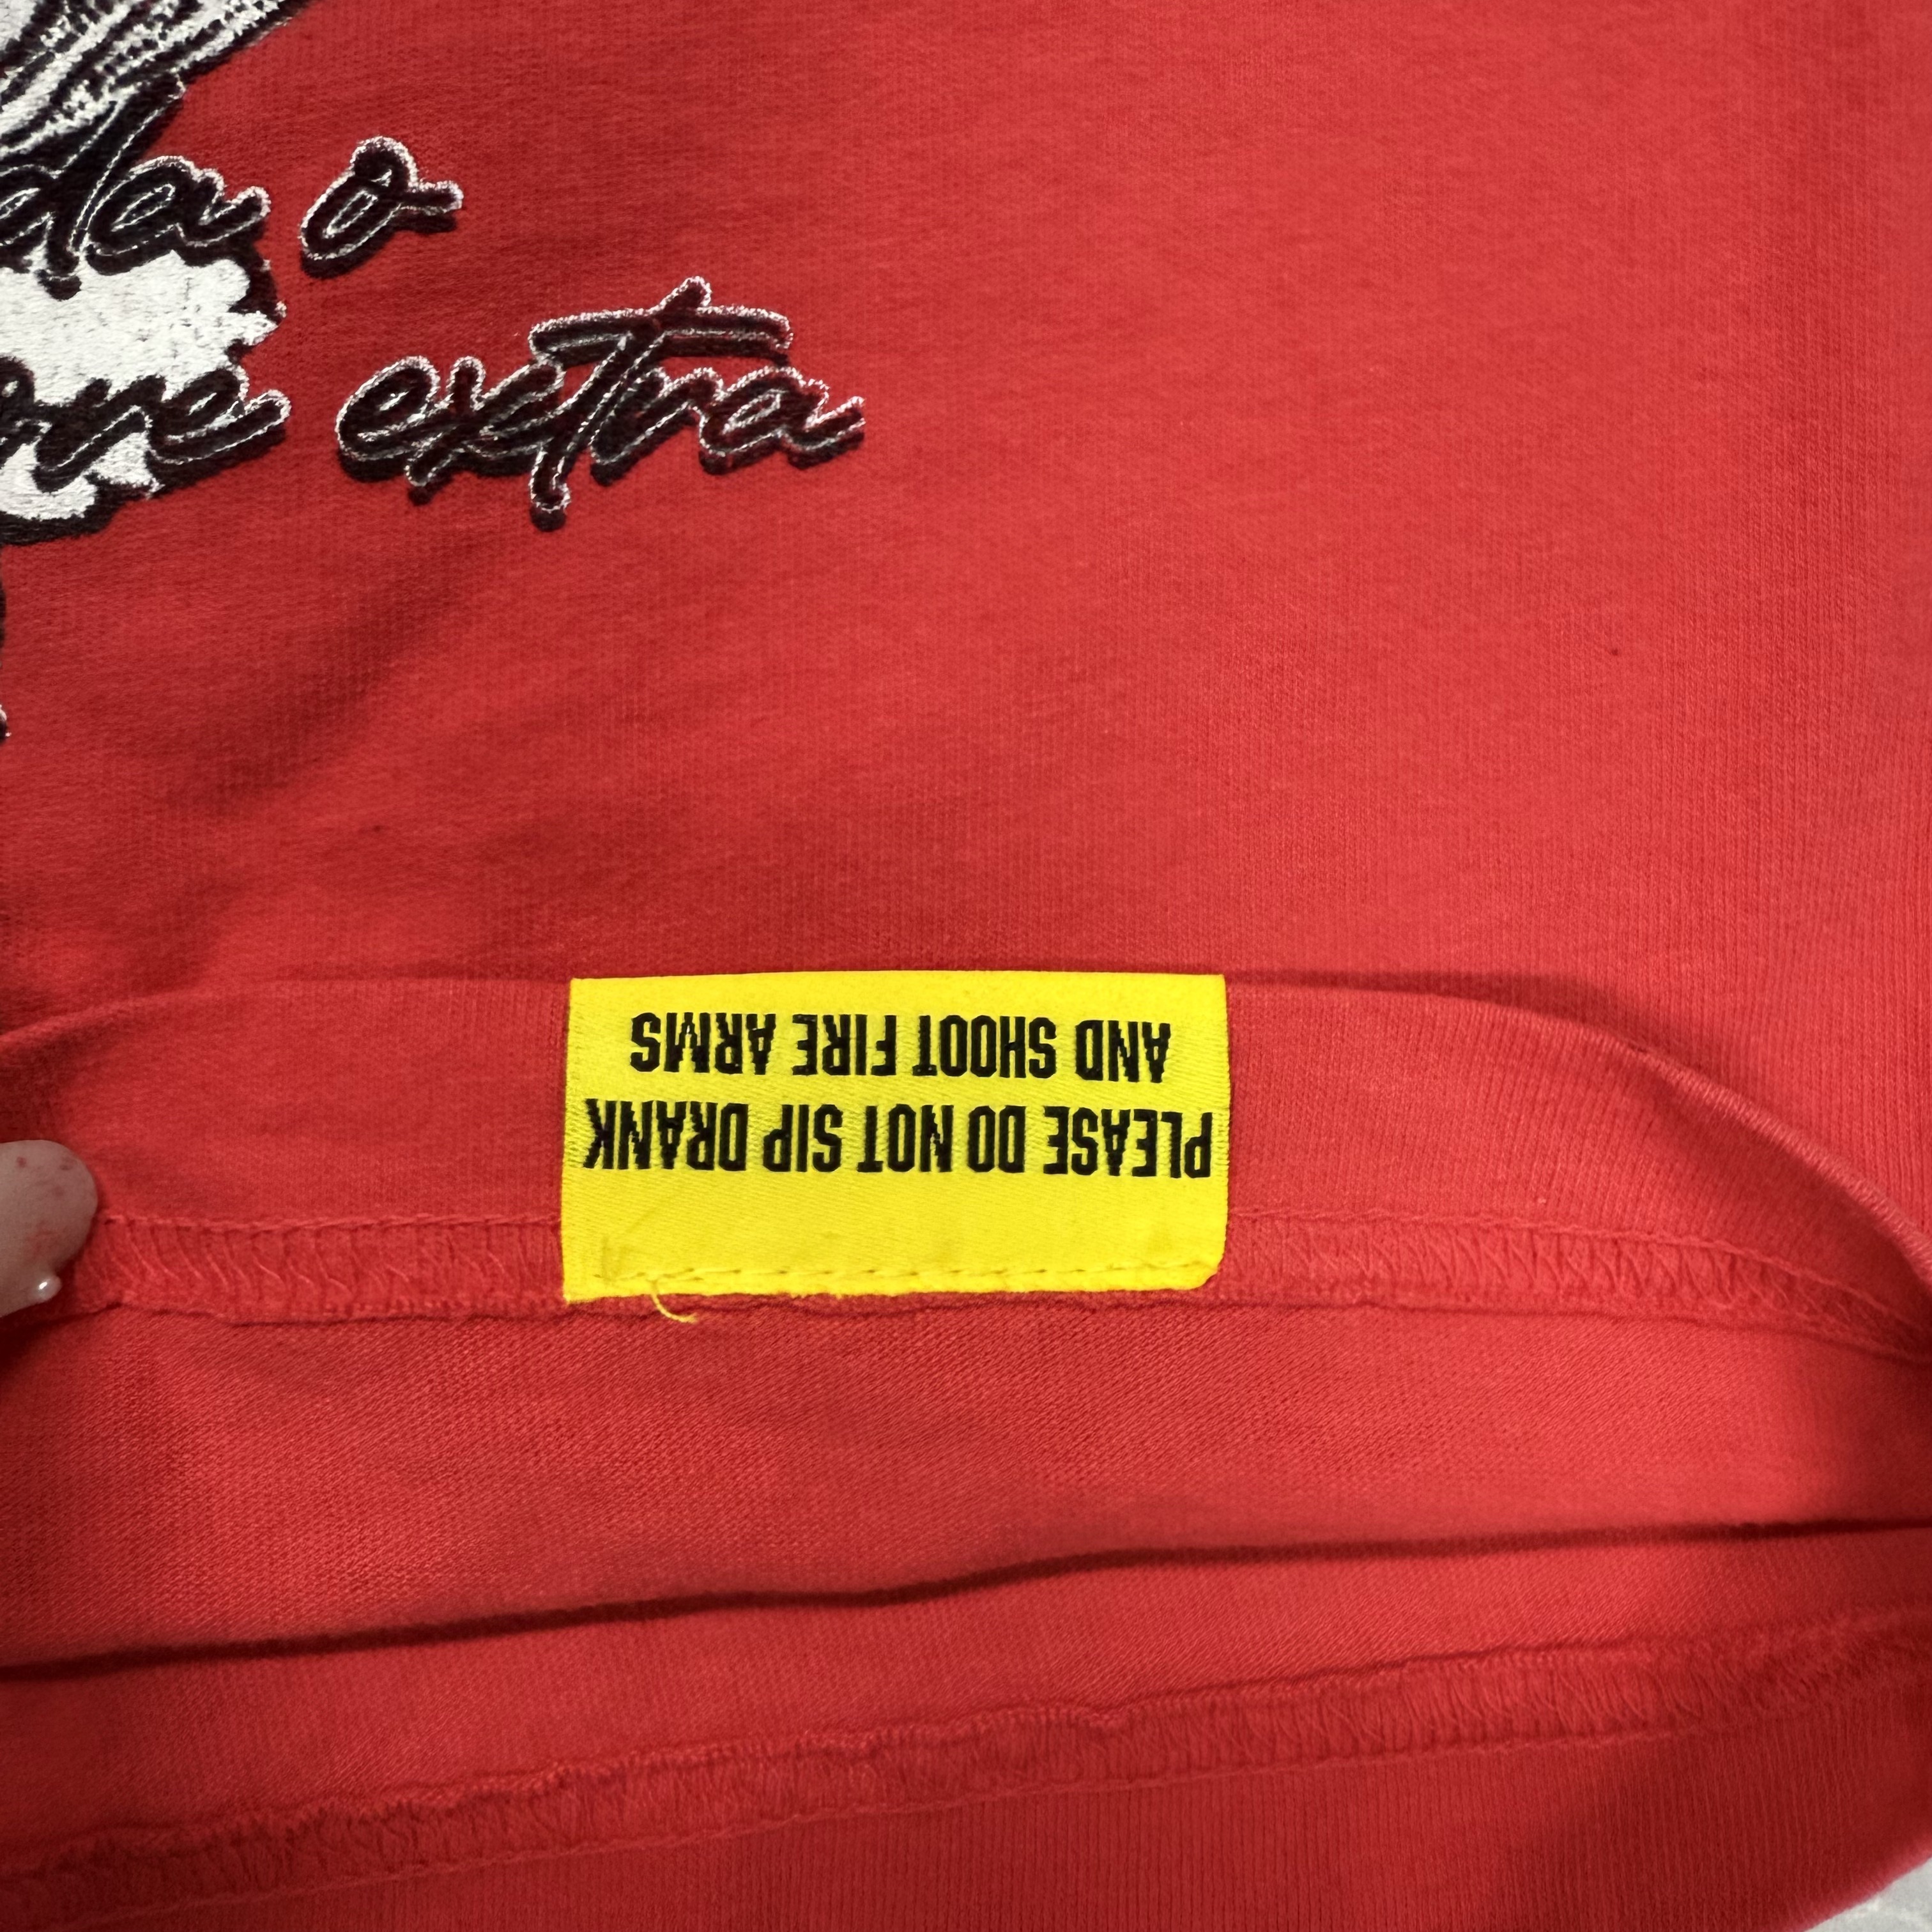 o
extra
PLEASE DO NOT SIP DRANK
AND SHOOT FIRE ARMS